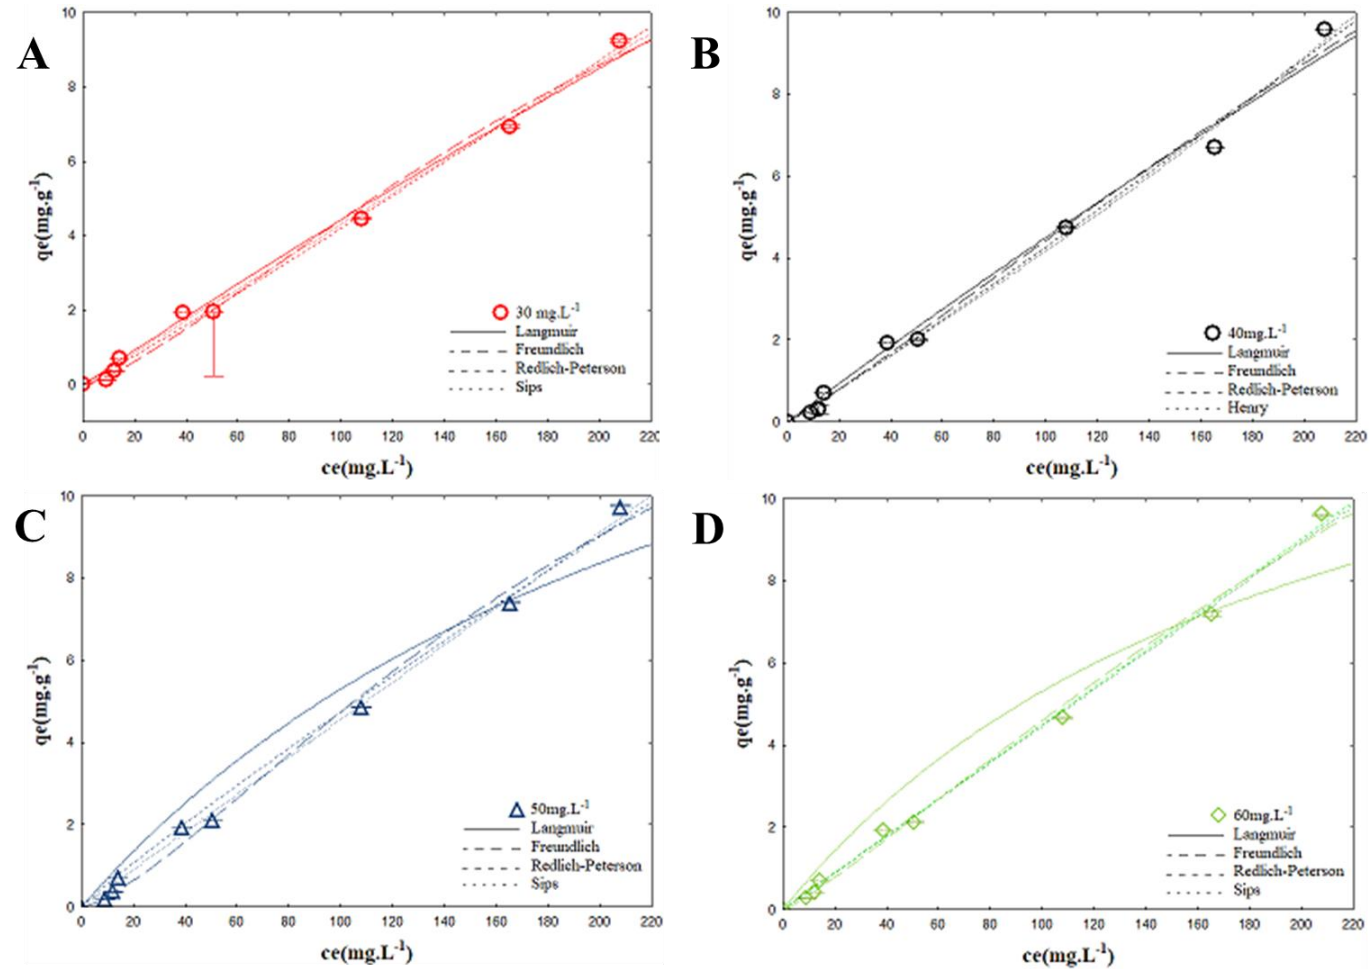 A
10
8
6
4
2
0
qe(mg.g-1)
30 mg.L-1
Langmuir
Freundlich
Redlich-Peterson
Sips
0 20 40 60 80 100 120 140 160 180 200 220
ce(mg.L-1)
B
10
8
6
4
2
0
qe(mg.g-1)
40mg.L-1
Langmuir
Freundlich
Redlich-Peterson
Henry
0 20 40 60 80 100 120 140 160 180 200 220
ce(mg.L-1)
C
10
8
6
4
2
0
qe(mg.g-1)
50mg.L-1
Langmuir
Freundlich
Redlich-Peterson
Sips
0 20 40 60 80 100 120 140 160 180 200 220
ce(mg.L-1)
D
10
8
6
4
2
0
qe(mg.g-1)
60mg.L-1
Langmuir
Freundlich
Redlich-Peterson
Sips
0 20 40 60 80 100 120 140 160 180 200 220
ce(mg.L-1)